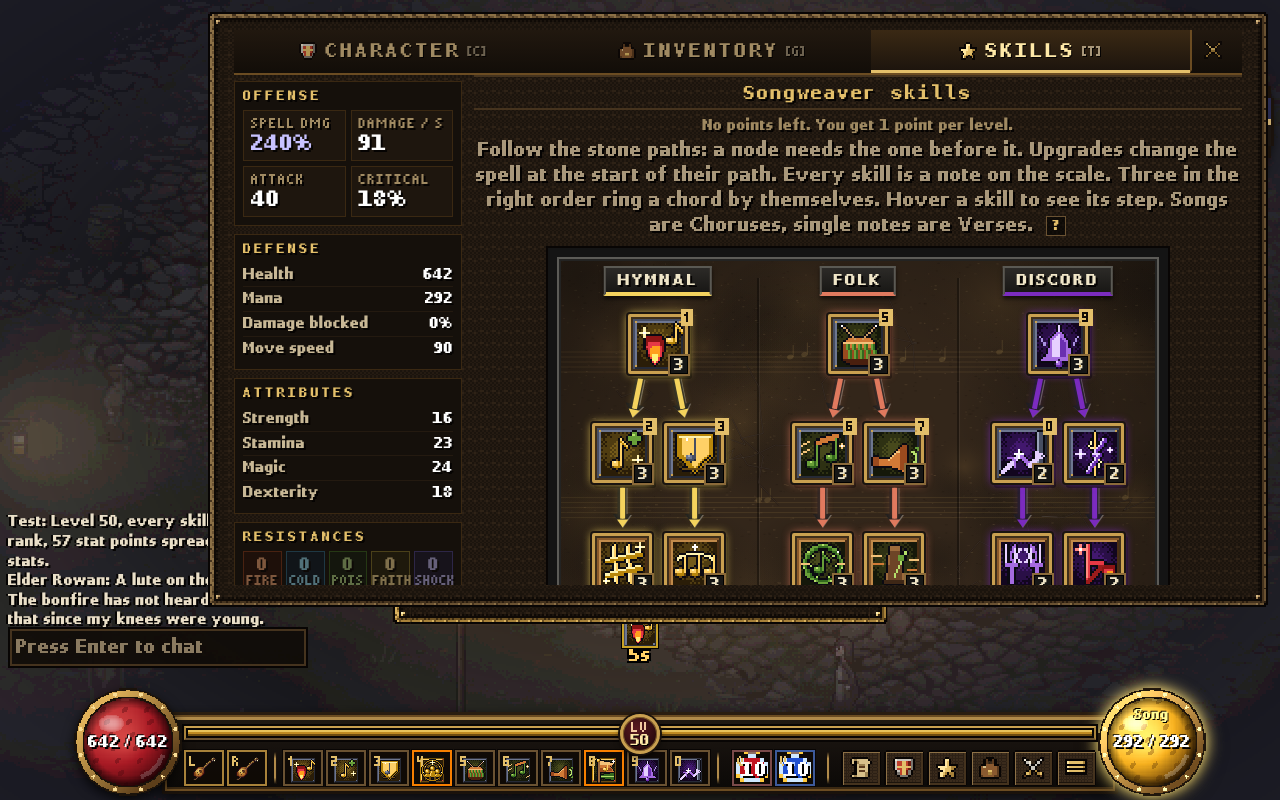 CHARACTER [C]
INVENTORY [G]
SKILLS [T]
OFFENSE
SPELL DMG
240%
DAMAGE / S
91
ATTACK
40
CRITICAL
18%
DEFENSE
Health 642
Mana 292
Damage blocked 0%
Move speed 90
ATTRIBUTES
Strength 16
Stamina 23
Magic 24
Dexterity 18
RESISTANCES
0 0 0 0 0
FIRE COLD POIS FAITH SHOCK
Songweaver skills
No points left. You get 1 point per level.
Follow the stone paths: a node needs the one before it. Upgrades change the
spell at the start of their path. Every skill is a note on the scale. Three in the
right order ring a chord by themselves. Hover a skill to see its step. Songs
are Choruses, single notes are Verses. ?
HYMNAL FOLK DISCORD
1 5 9
3 3 3
2 3 6 7 0
3 3 3 3 2 2
3 3 3 3 2 2
Test: Level 50, every skil
rank, 57 stat points sprea
stats.
Elder Rowan: A lute on the
The bonfire has not heard
that since my knees were young.
Press Enter to chat
5s
642 / 642
LV
50
Song
292 / 292
L R 1 2 3 4 5 6 7 8 9 0 10 10